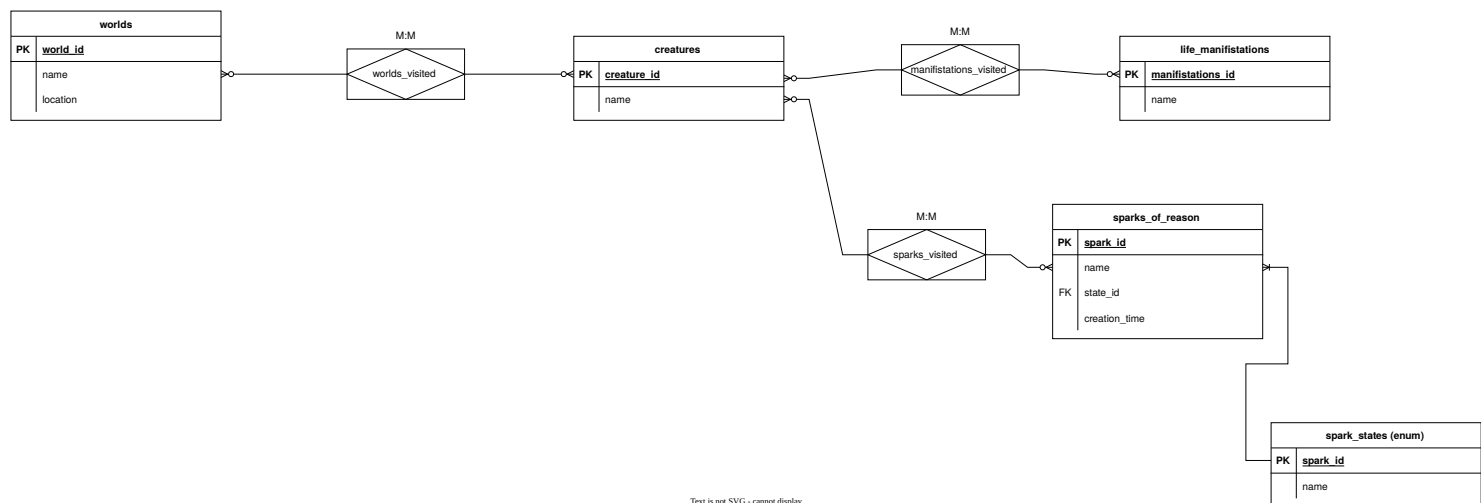 worlds
PK world_id
name
location
M:M
worlds_visited
creatures
PK creature_id
name
M:M
manifistations_visited
life_manifistations
PK manifistations_id
name
M:M
sparks_visited
sparks_of_reason
PK spark_id
name
FK state_id
creation_time
spark_states (enum)
PK spark_id
name
Text is not SVG - cannot display